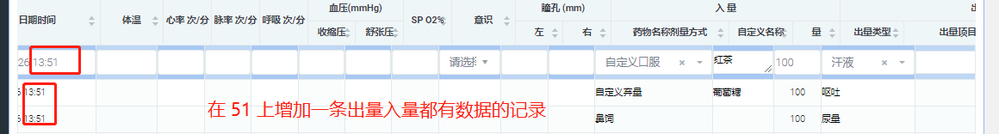 血压(mmHg) 瞳孔 (mm) 入 量
日期时间 体温 心率 次/分 脉率 次/分 呼吸 次/分 SP O2% 意识
收缩压 舒张压 左 右 药物名称剂量方式 自定义名称 量 出量类型 出量项目
26 13:51 请选择 自定义口服 × 红茶 100 汗液 ×
13:51 自定义弃量 葡萄糖 100 呕吐
13:51 鼻饲 100 尿量
在 51 上增加一条出量入量都有数据的记录